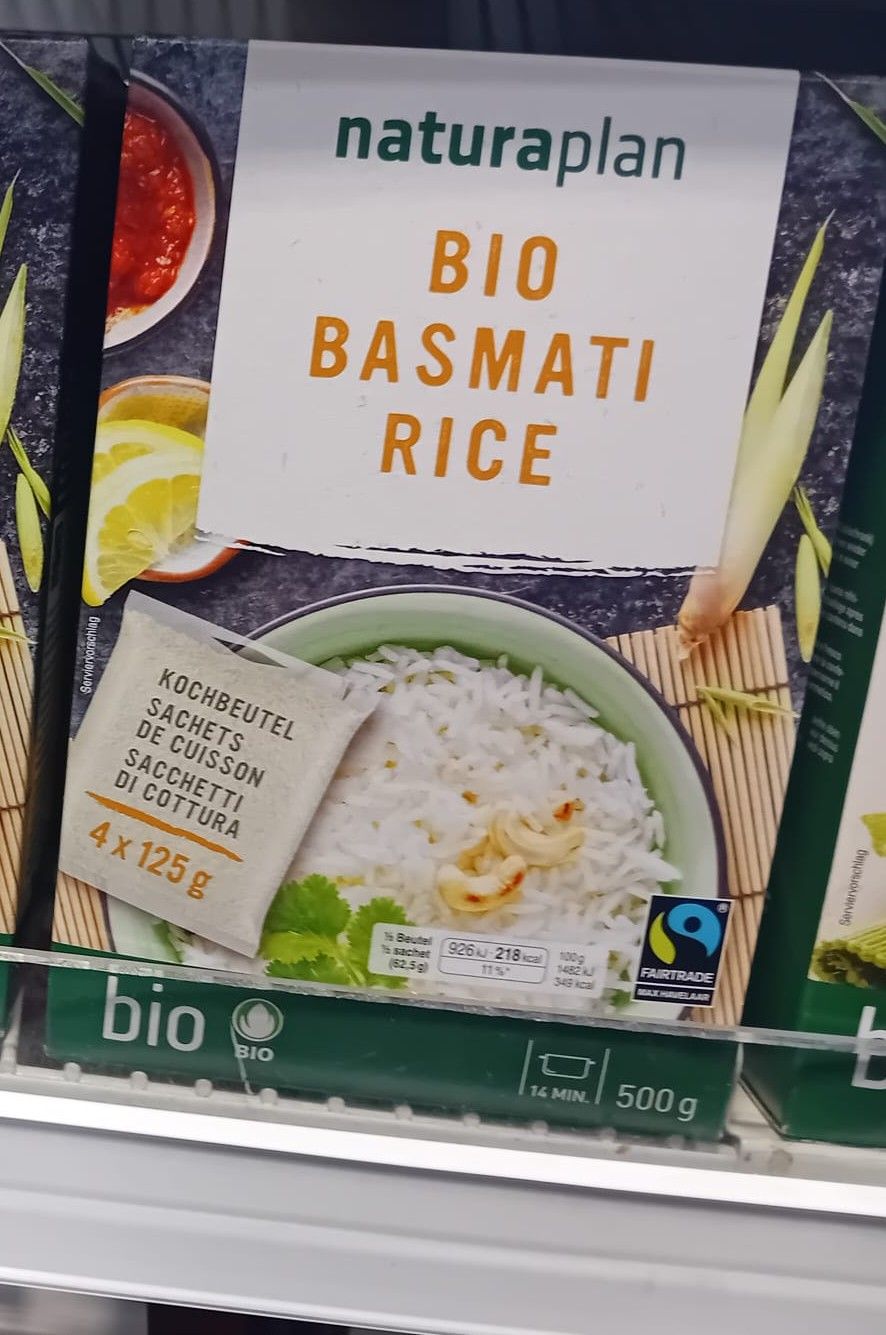 naturaplan
BIO
BASMATI
RICE
Serviervorschlag
KOCHBEUTEL
SACHETS
DE CUISSON
SACCHETTI
DI COTTURA
4 x 125 g
½ Beutel
½ sachet
(62,5g)
926 kJ - 218 kcal
11%*
100g
1482 kJ
349 kcal
®
FAIRTRADE
MAX HAVELAAR
bio
BIO
14 MIN.
500 g
Serviervorschlag
b